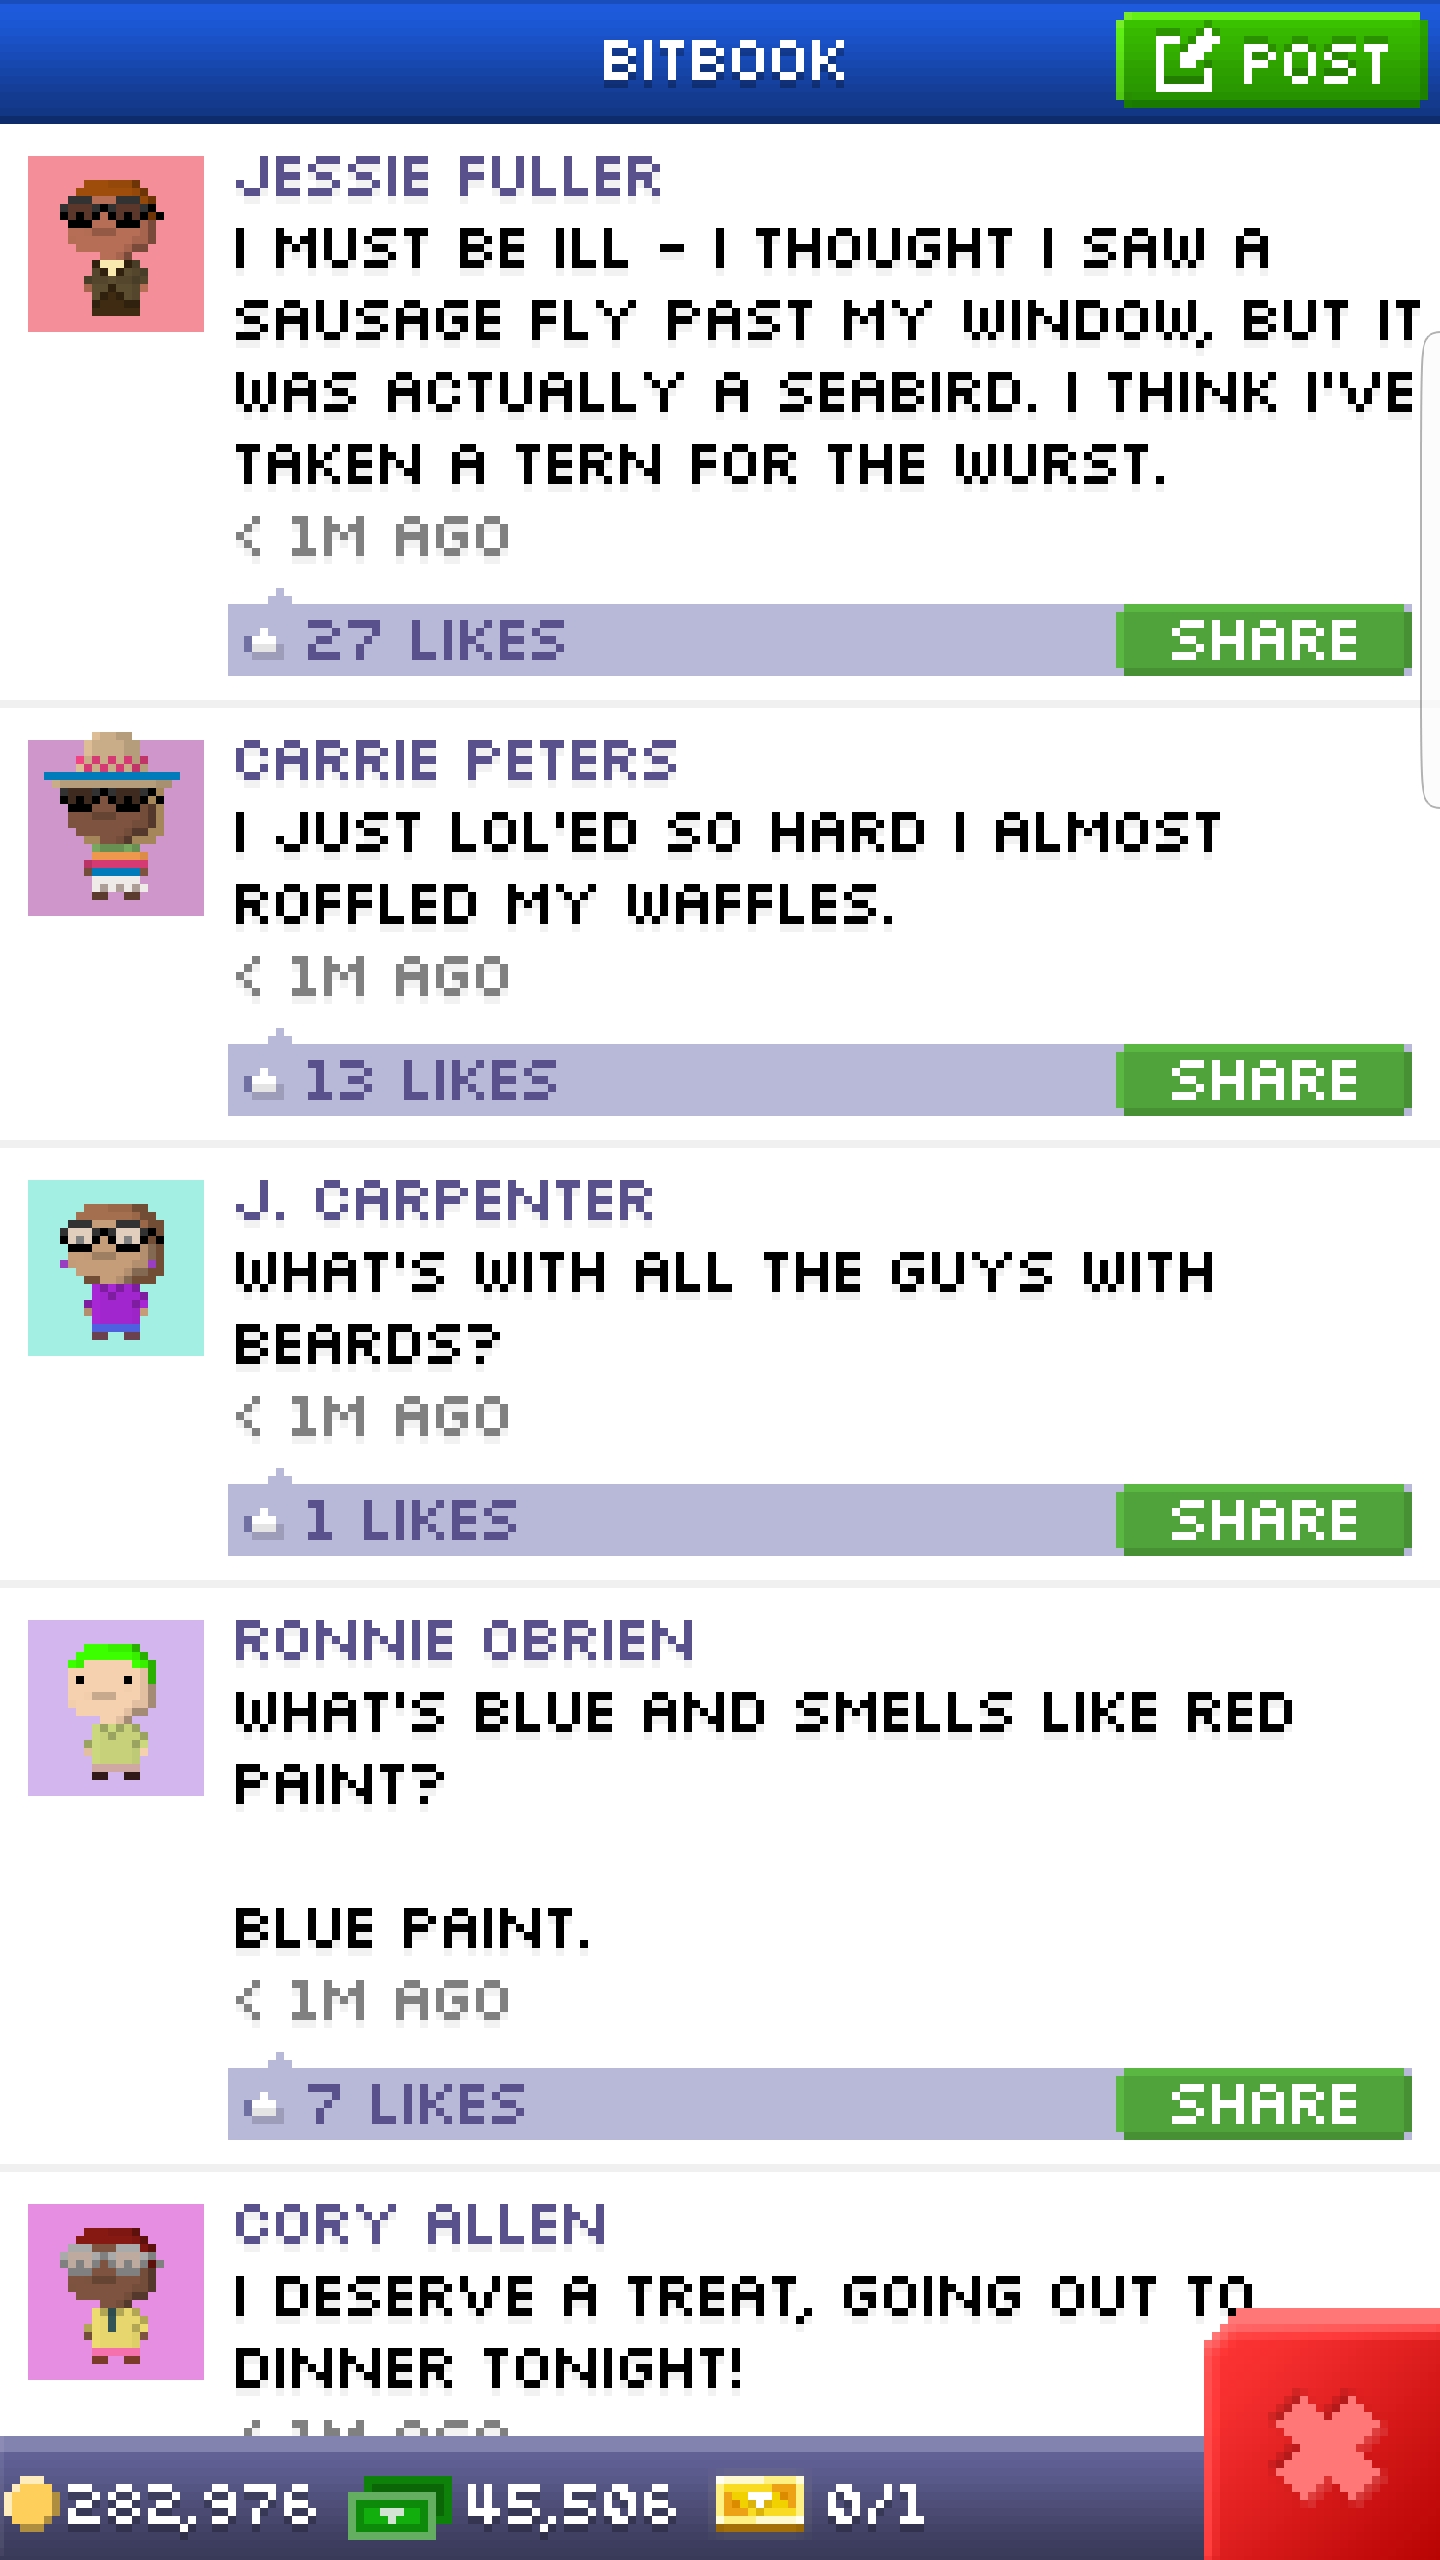 BITBOOK
POST
JESSIE FULLER
I MUST BE ILL - I THOUGHT I SAW A
SAUSAGE FLY PAST MY WINDOW, BUT IT
WAS ACTUALLY A SEABIRD. I THINK I'VE
TAKEN A TERN FOR THE WURST.
< 1M AGO
27 LIKES
SHARE
CARRIE PETERS
I JUST LOL'ED SO HARD I ALMOST
ROFFLED MY WAFFLES.
< 1M AGO
13 LIKES
SHARE
J. CARPENTER
WHAT'S WITH ALL THE GUYS WITH
BEARDS?
< 1M AGO
1 LIKES
SHARE
RONNIE OBRIEN
WHAT'S BLUE AND SMELLS LIKE RED
PAINT?
BLUE PAINT.
< 1M AGO
7 LIKES
SHARE
CORY ALLEN
I DESERVE A TREAT, GOING OUT TO
DINNER TONIGHT!
< 1M AGO
282,976 45,506 0/1